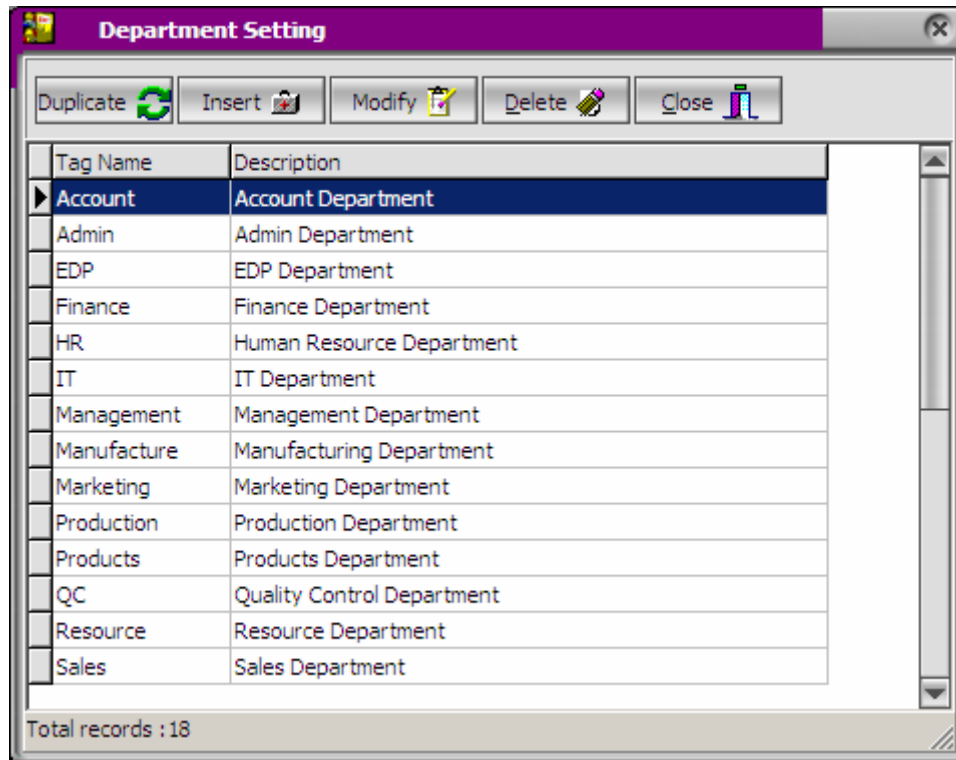 Department Setting
Duplicate Insert Modify Delete Close
Tag Name Description
Account Account Department
Admin Admin Department
EDP EDP Department
Finance Finance Department
HR Human Resource Department
IT IT Department
Management Management Department
Manufacture Manufacturing Department
Marketing Marketing Department
Production Production Department
Products Products Department
QC Quality Control Department
Resource Resource Department
Sales Sales Department
Total records :18